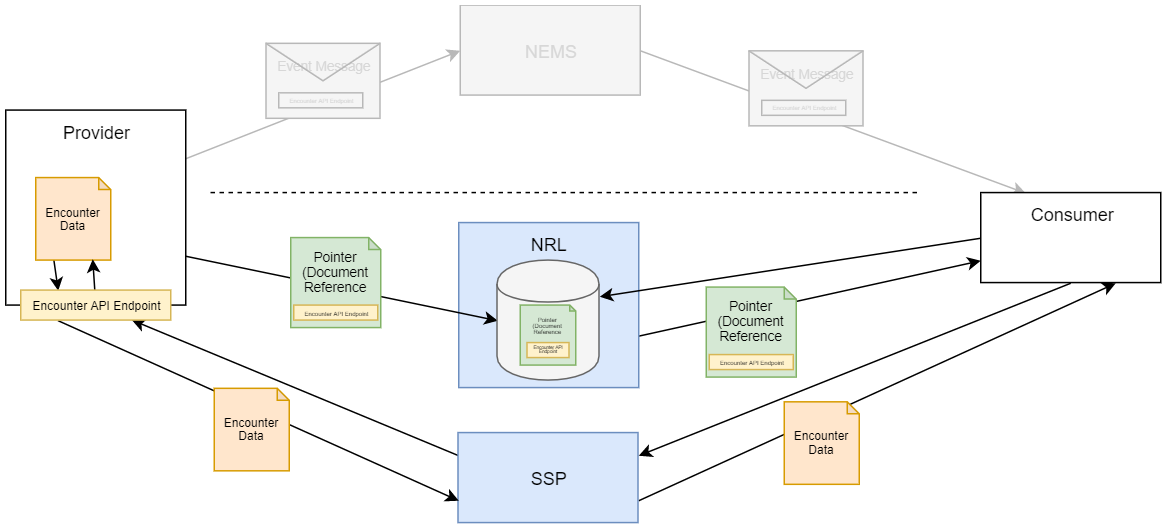 NEMS
Event Message
Encounter API Endpoint
Event Message
Encounter API Endpoint
Provider
Encounter
Data
Encounter API Endpoint
Consumer
NRL
Pointer
(Document
Reference
Encounter API Endpoint
Pointer
(Document
Reference
Encounter API
Endpoint
Pointer
(Document
Reference
Encounter API Endpoint
Encounter
Data
Encounter
Data
SSP